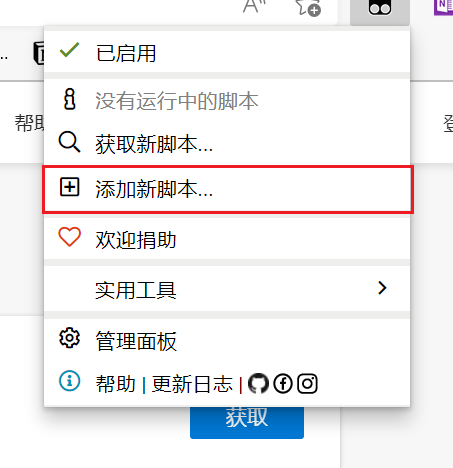 已启用
没有运行中的脚本
帮助
获取新脚本...
添加新脚本...
欢迎捐助
实用工具
管理面板
帮助 | 更新日志 |
获取